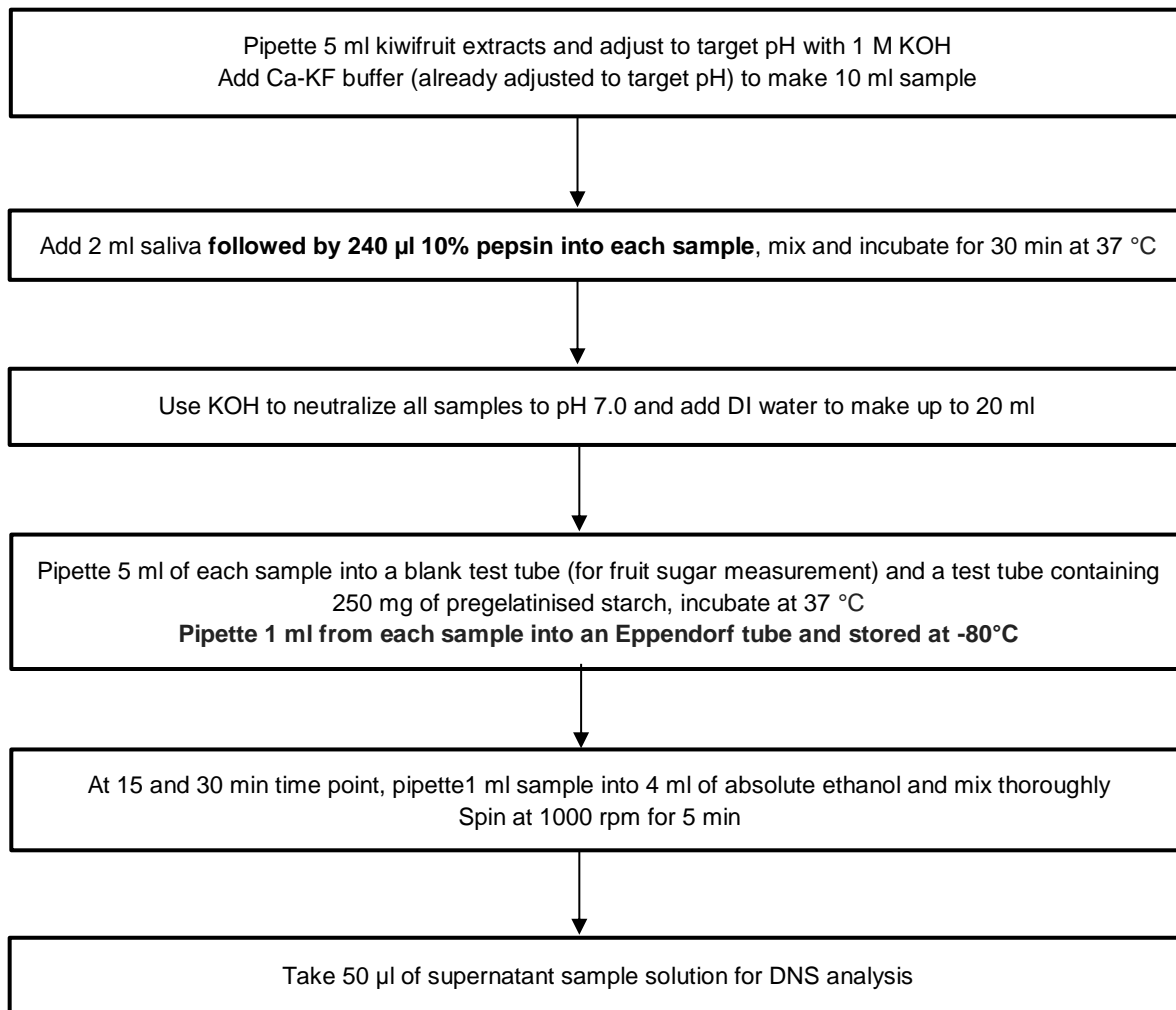 Pipette 5 ml kiwifruit extracts and adjust to target pH with 1 M KOH
Add Ca-KF buffer (already adjusted to target pH) to make 10 ml sample
Add 2 ml saliva followed by 240 µl 10% pepsin into each sample, mix and incubate for 30 min at 37 °C
Use KOH to neutralize all samples to pH 7.0 and add DI water to make up to 20 ml
Pipette 5 ml of each sample into a blank test tube (for fruit sugar measurement) and a test tube containing
250 mg of pregelatinised starch, incubate at 37 °C
Pipette 1 ml from each sample into an Eppendorf tube and stored at -80°C
At 15 and 30 min time point, pipette1 ml sample into 4 ml of absolute ethanol and mix thoroughly
Spin at 1000 rpm for 5 min
Take 50 µl of supernatant sample solution for DNS analysis